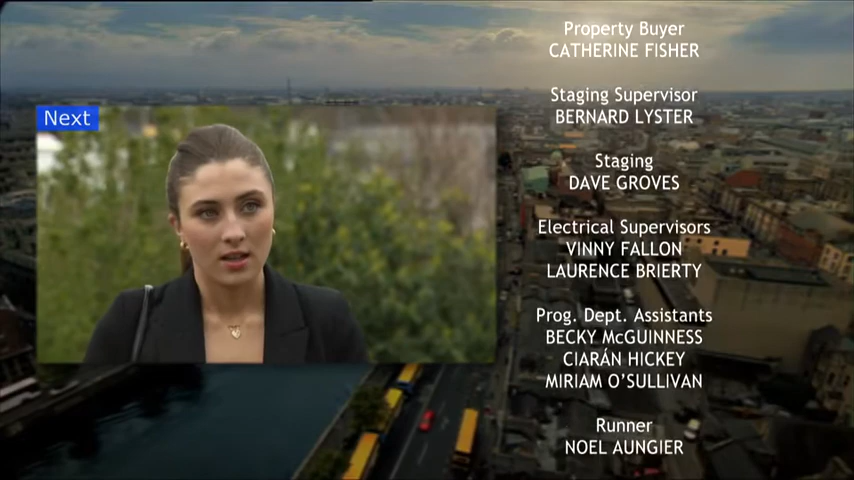 Next
Property Buyer
CATHERINE FISHER
Staging Supervisor
BERNARD LYSTER
Staging
DAVE GROVES
Electrical Supervisors
VINNY FALLON
LAURENCE BRIERTY
Prog. Dept. Assistants
BECKY McGUINNESS
CIARÁN HICKEY
MIRIAM O'SULLIVAN
Runner
NOEL AUNGIER